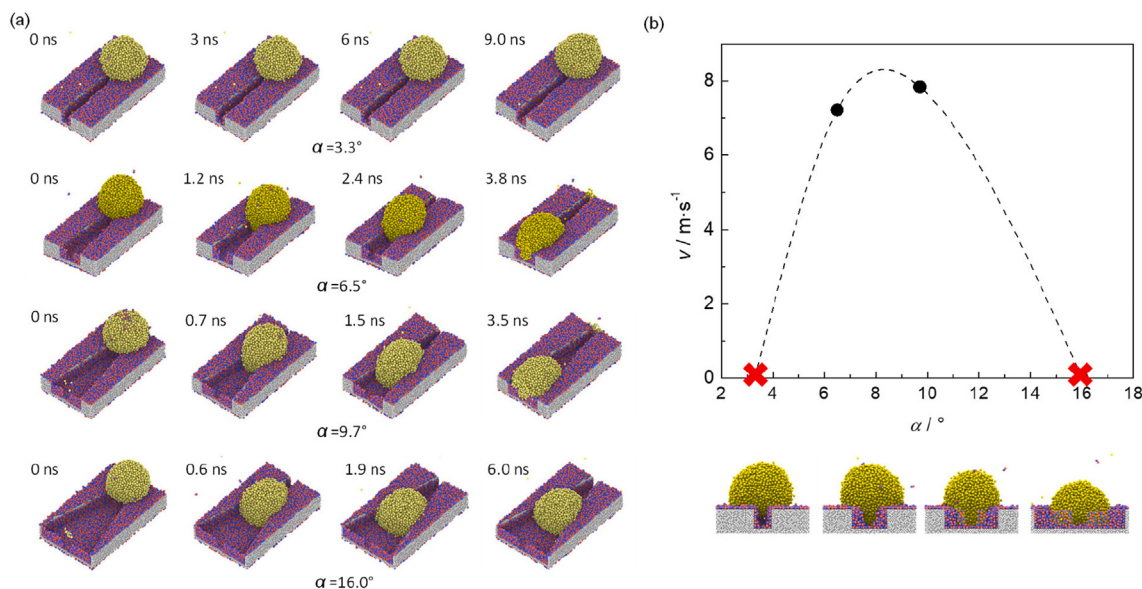 (a)
0 ns 3 ns 6 ns 9.0 ns
α =3.3°
0 ns 1.2 ns 2.4 ns 3.8 ns
α =6.5°
0 ns 0.7 ns 1.5 ns 3.5 ns
α =9.7°
0 ns 0.6 ns 1.9 ns 6.0 ns
α =16.0°
(b)
8
6
4
2
0
v / m·s⁻¹
2 4 6 8 10 12 14 16 18
α / °